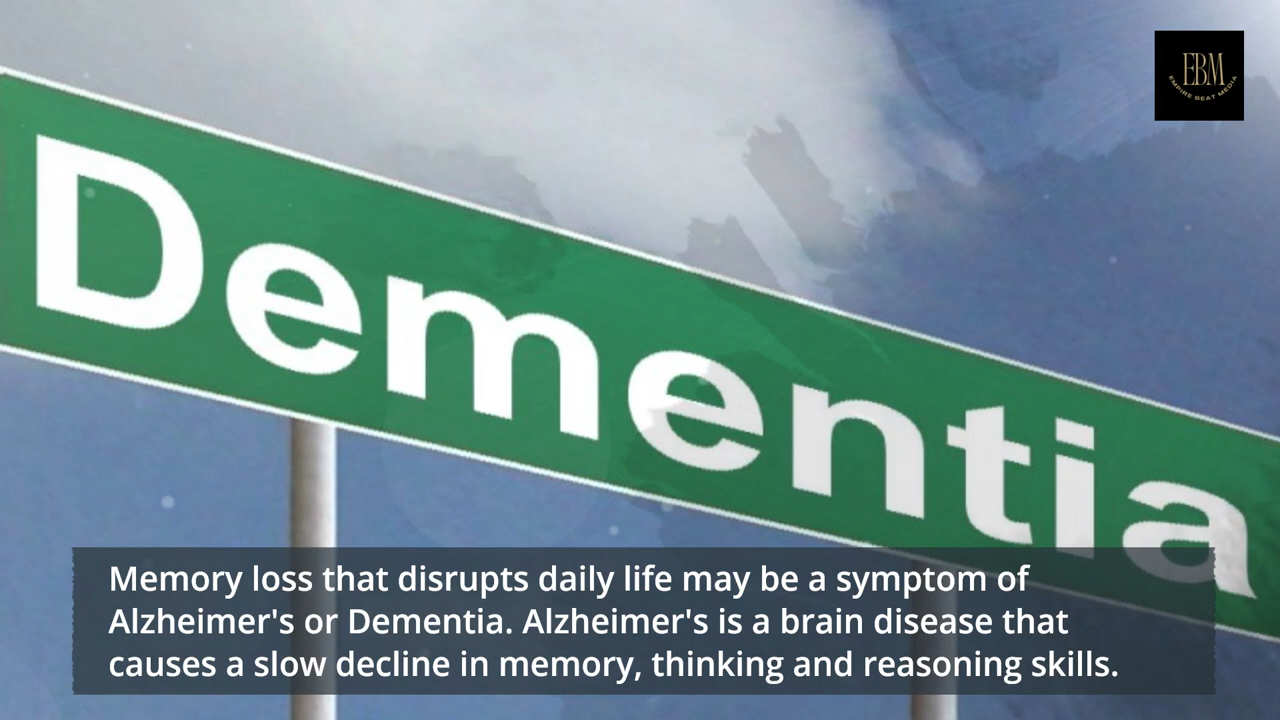 EBM
EMPIRE BEAT MEDIA
Dementia
Memory loss that disrupts daily life may be a symptom of
Alzheimer's or Dementia. Alzheimer's is a brain disease that
causes a slow decline in memory, thinking and reasoning skills.